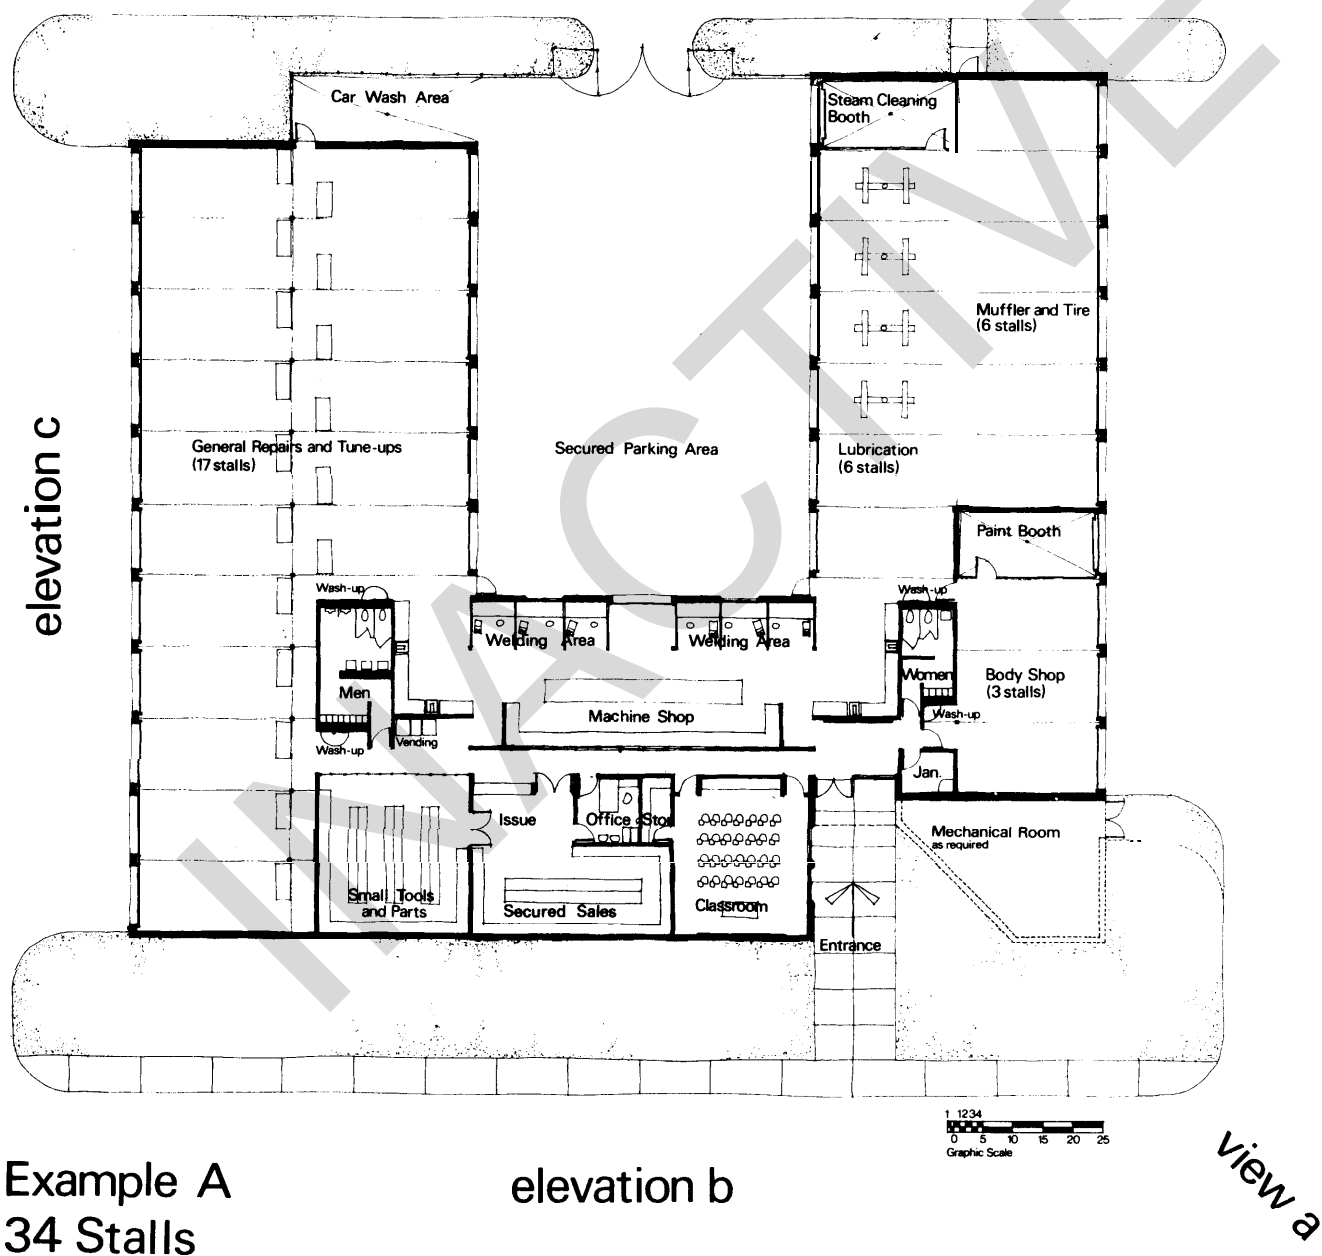 Car Wash Area
Steam Cleaning
Booth
Muffler and Tire
(6 stalls)
General Repairs and Tune-ups
(17 stalls)
Secured Parking Area
Lubrication
(6 stalls)
elevation c
Paint Booth
Wash-up
Wash-up
Welding Area
Welding Area
Men
Women
Body Shop
(3 stalls)
Machine Shop
Wash-up
Wash-up
Vending
Jan.
Issue
Office
Stor
Mechanical Room
as required
Small Tools
and Parts
Secured Sales
Classroom
Entrance
1 1234
0 5 10 15 20 25
Graphic Scale
Example A
34 Stalls
elevation b
view a
INACTIVE